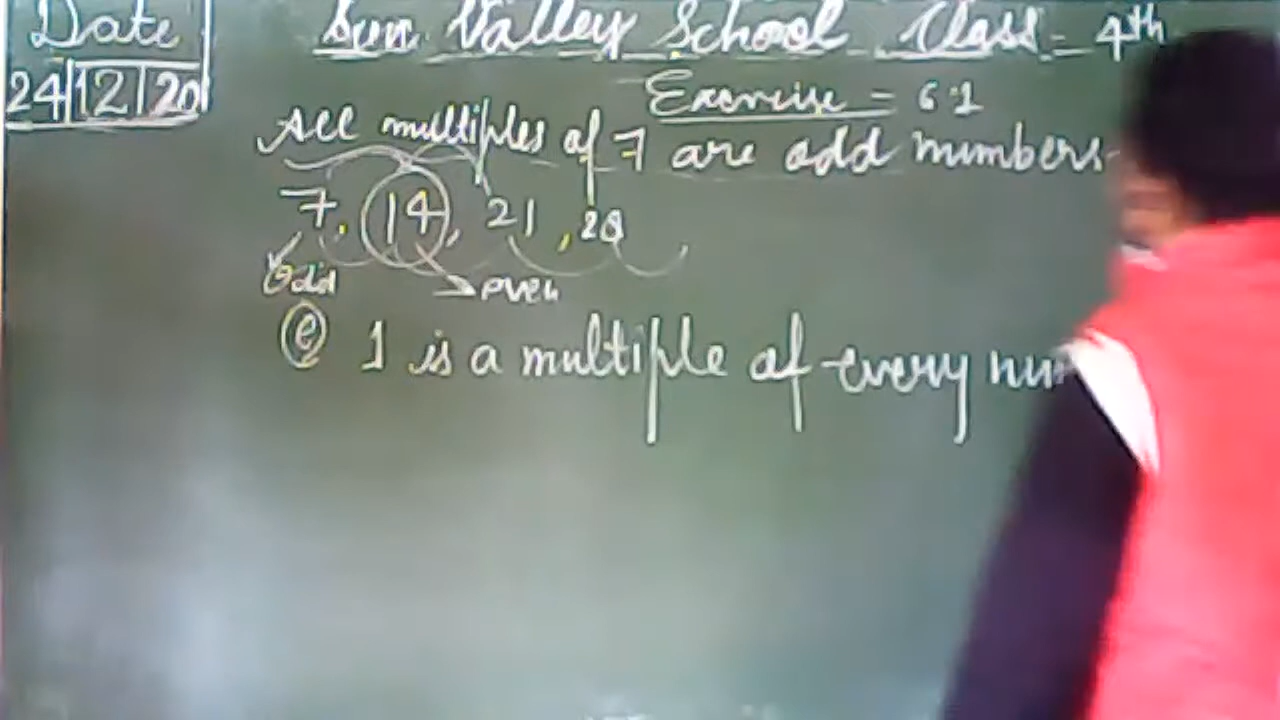 Date
24|12|20
Sun Valley School Class = 4th
Exercise = 6.1
All multiples of 7 are odd numbers.
7, 14, 21, 28
Odd even
(e) 1 is a multiple of every